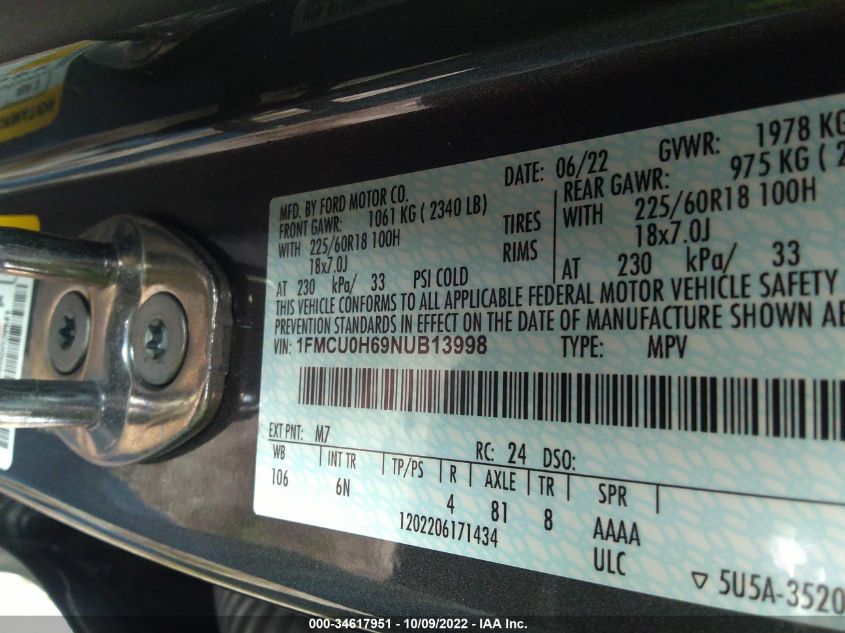 DATE: 06/22 GVWR: 1978 KG
MFD. BY FORD MOTOR CO.
FRONT GAWR: 1061 KG ( 2340 LB) REAR GAWR: 975 KG ( 2
WITH 225/60R18 100H TIRES WITH 225/60R18 100H
18x7.0J RIMS 18x7.0J
AT 230 kPa/ 33 PSI COLD AT 230 kPa/ 33
THIS VEHICLE CONFORMS TO ALL APPLICABLE FEDERAL MOTOR VEHICLE SAFETY
PREVENTION STANDARDS IN EFFECT ON THE DATE OF MANUFACTURE SHOWN
VIN: 1FMCU0H69NUB13998 TYPE: MPV
EXT PNT: M7 RC: 24 DSO:
WB INT TR TP/PS R AXLE TR SPR
106 6N 4 81 8 AAAA
1202206171434 ULC
5U5A-3520
000-34617951 - 10/09/2022 - IAA Inc.